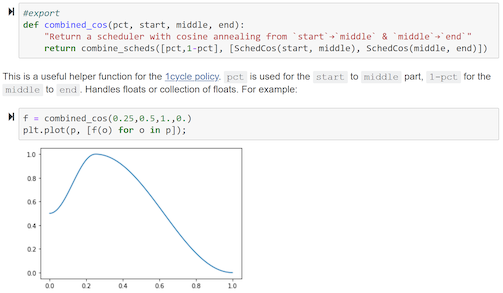 #export
def combined_cos(pct, start, middle, end):
"Return a scheduler with cosine annealing from `start`→`middle` & `middle`→`end`"
return combine_scheds([pct,1-pct], [SchedCos(start, middle), SchedCos(middle, end)])
This is a useful helper function for the 1cycle policy. pct is used for the start to middle part, 1-pct for the
middle to end. Handles floats or collection of floats. For example:
f = combined_cos(0.25,0.5,1.,0.)
plt.plot(p, [f(o) for o in p]);
1.0
0.8
0.6
0.4
0.2
0.0
0.0 0.2 0.4 0.6 0.8 1.0